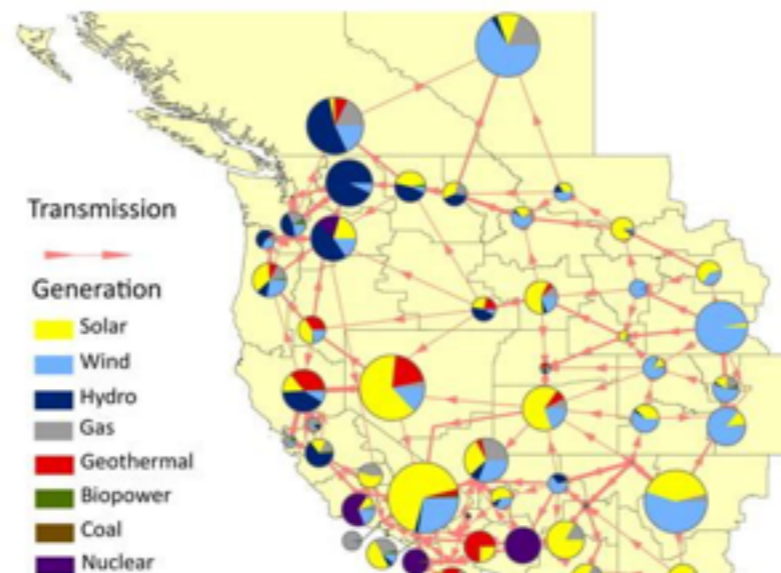 Transmission
Generation
Solar
Wind
Hydro
Gas
Geothermal
Biopower
Coal
Nuclear